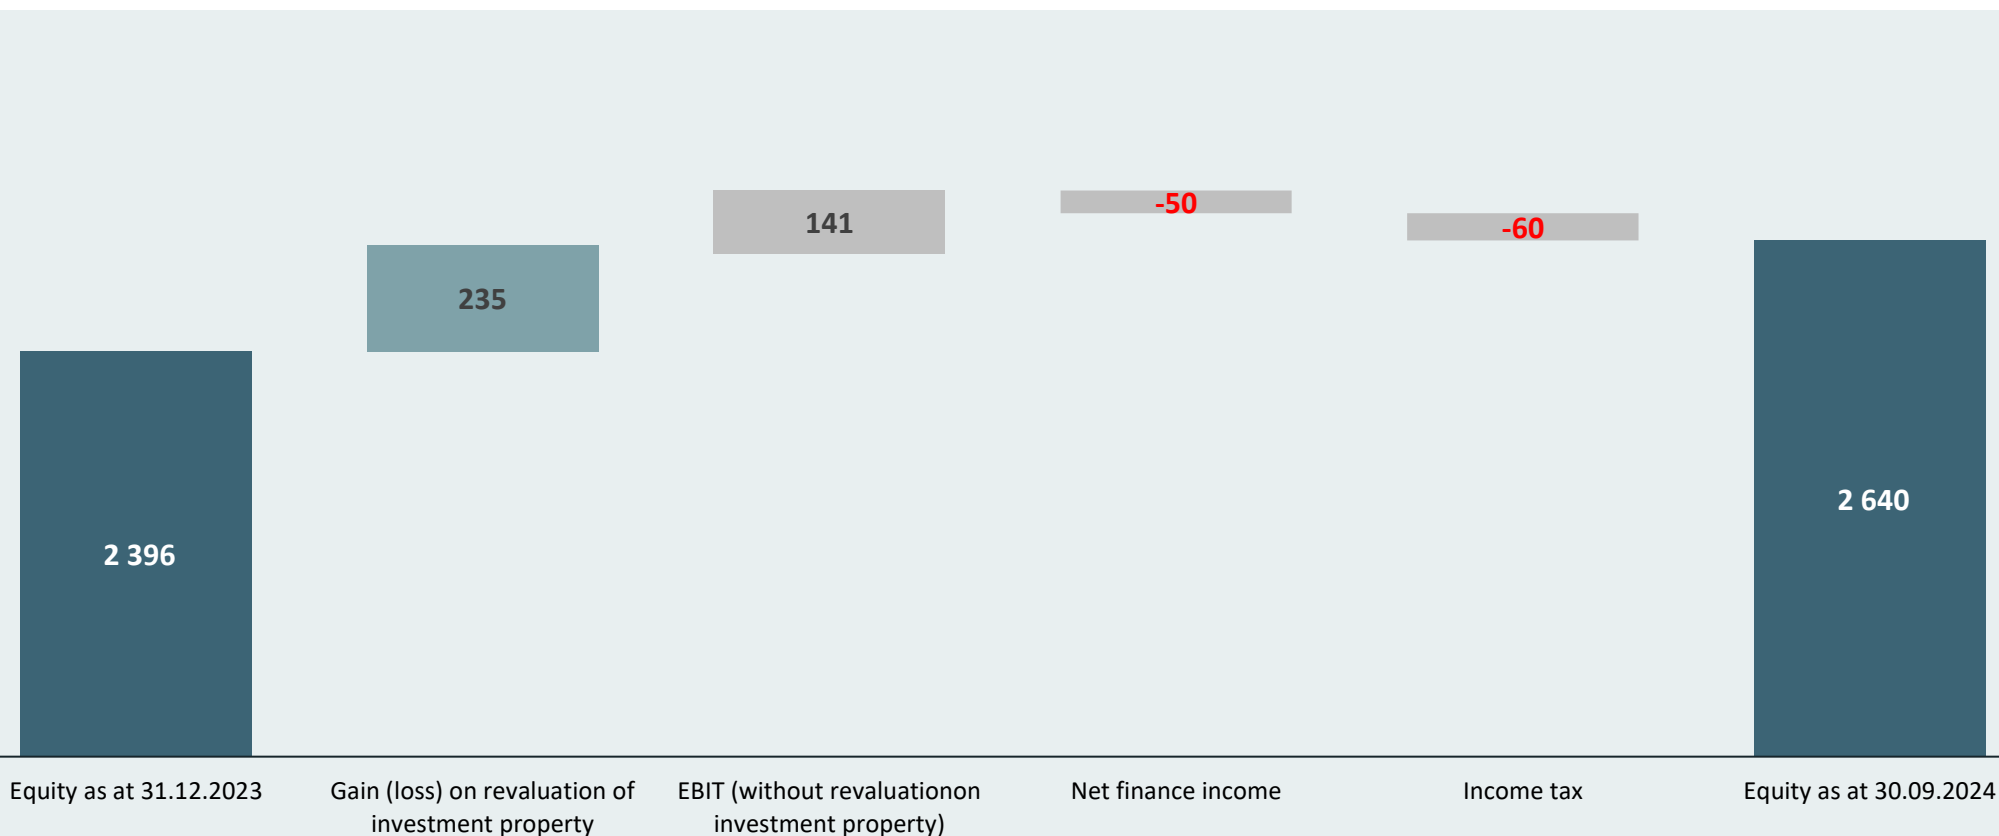 141
-50
-60
235
2 640
2 396
Equity as at 31.12.2023
Gain (loss) on revaluation of
investment property
EBIT (without revaluationon
investment property)
Net finance income
Income tax
Equity as at 30.09.2024